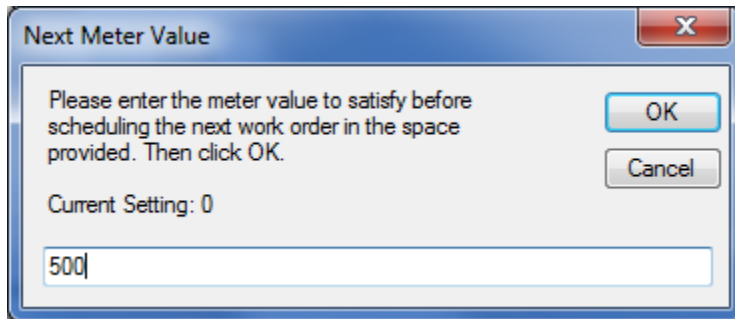 Next Meter Value
Please enter the meter value to satisfy before
scheduling the next work order in the space
provided. Then click OK.
OK
Cancel
Current Setting: 0
500